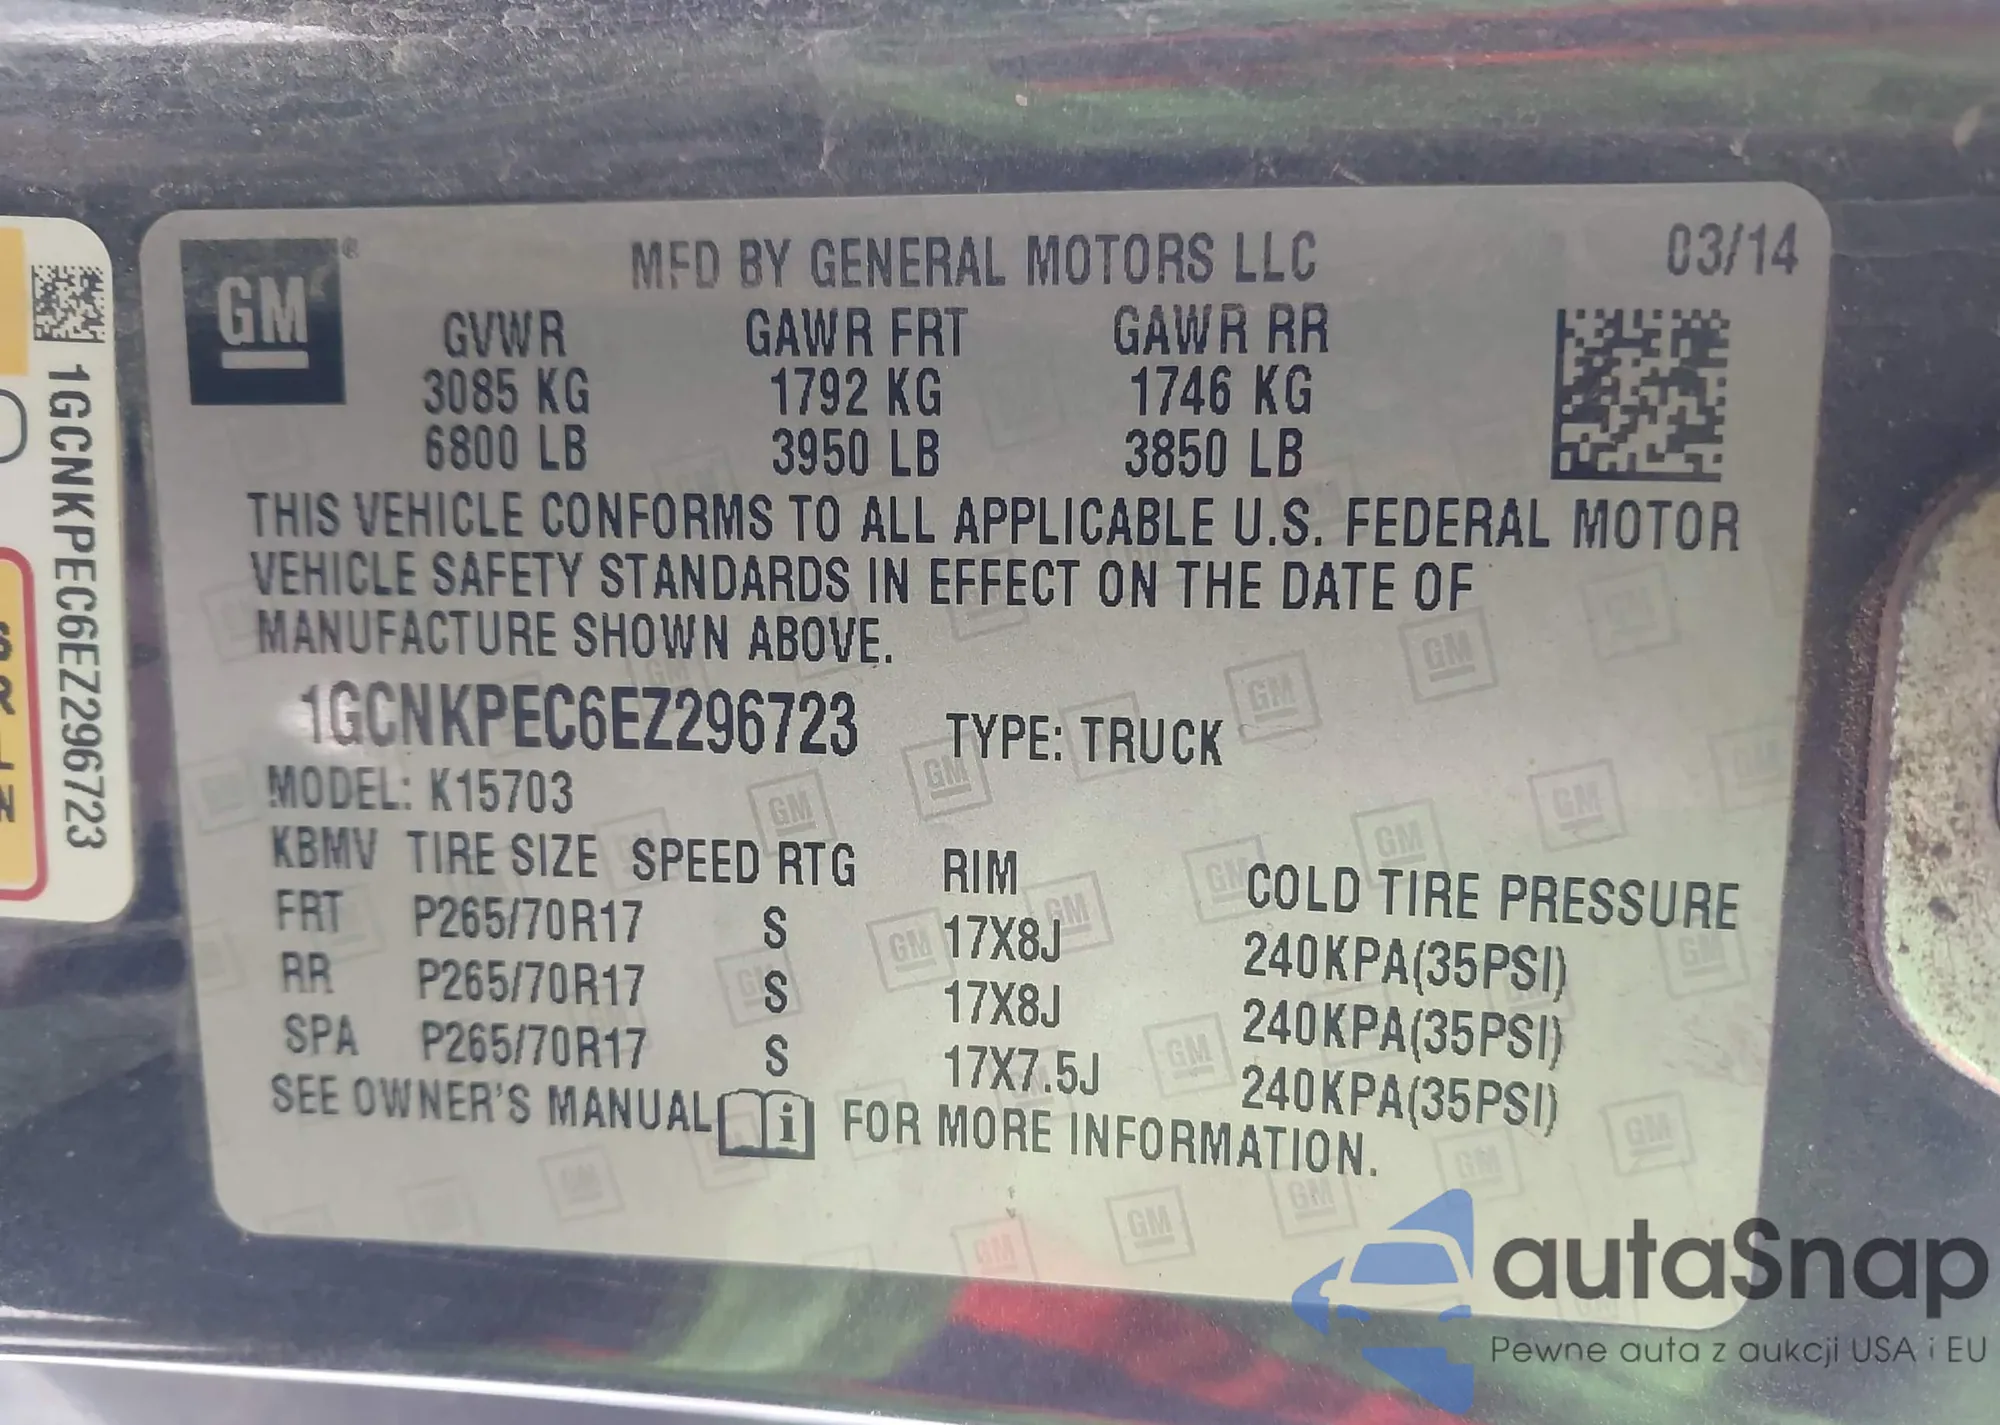 GM
MFD BY GENERAL MOTORS LLC 03/14
GVWR GAWR FRT GAWR RR
3085 KG 1792 KG 1746 KG
6800 LB 3950 LB 3850 LB
THIS VEHICLE CONFORMS TO ALL APPLICABLE U.S. FEDERAL MOTOR
VEHICLE SAFETY STANDARDS IN EFFECT ON THE DATE OF
MANUFACTURE SHOWN ABOVE.
1GCNKPEC6EZ296723 TYPE: TRUCK
MODEL: K15703
KBMV TIRE SIZE SPEED RTG RIM COLD TIRE PRESSURE
FRT P265/70R17 S 17X8J 240KPA(35PSI)
RR P265/70R17 S 17X8J 240KPA(35PSI)
SPA P265/70R17 S 17X7.5J 240KPA(35PSI)
SEE OWNER'S MANUAL i FOR MORE INFORMATION.
1GCNKPEC6EZ296723
autaSnap
Pewne auta z aukcji USA i EU